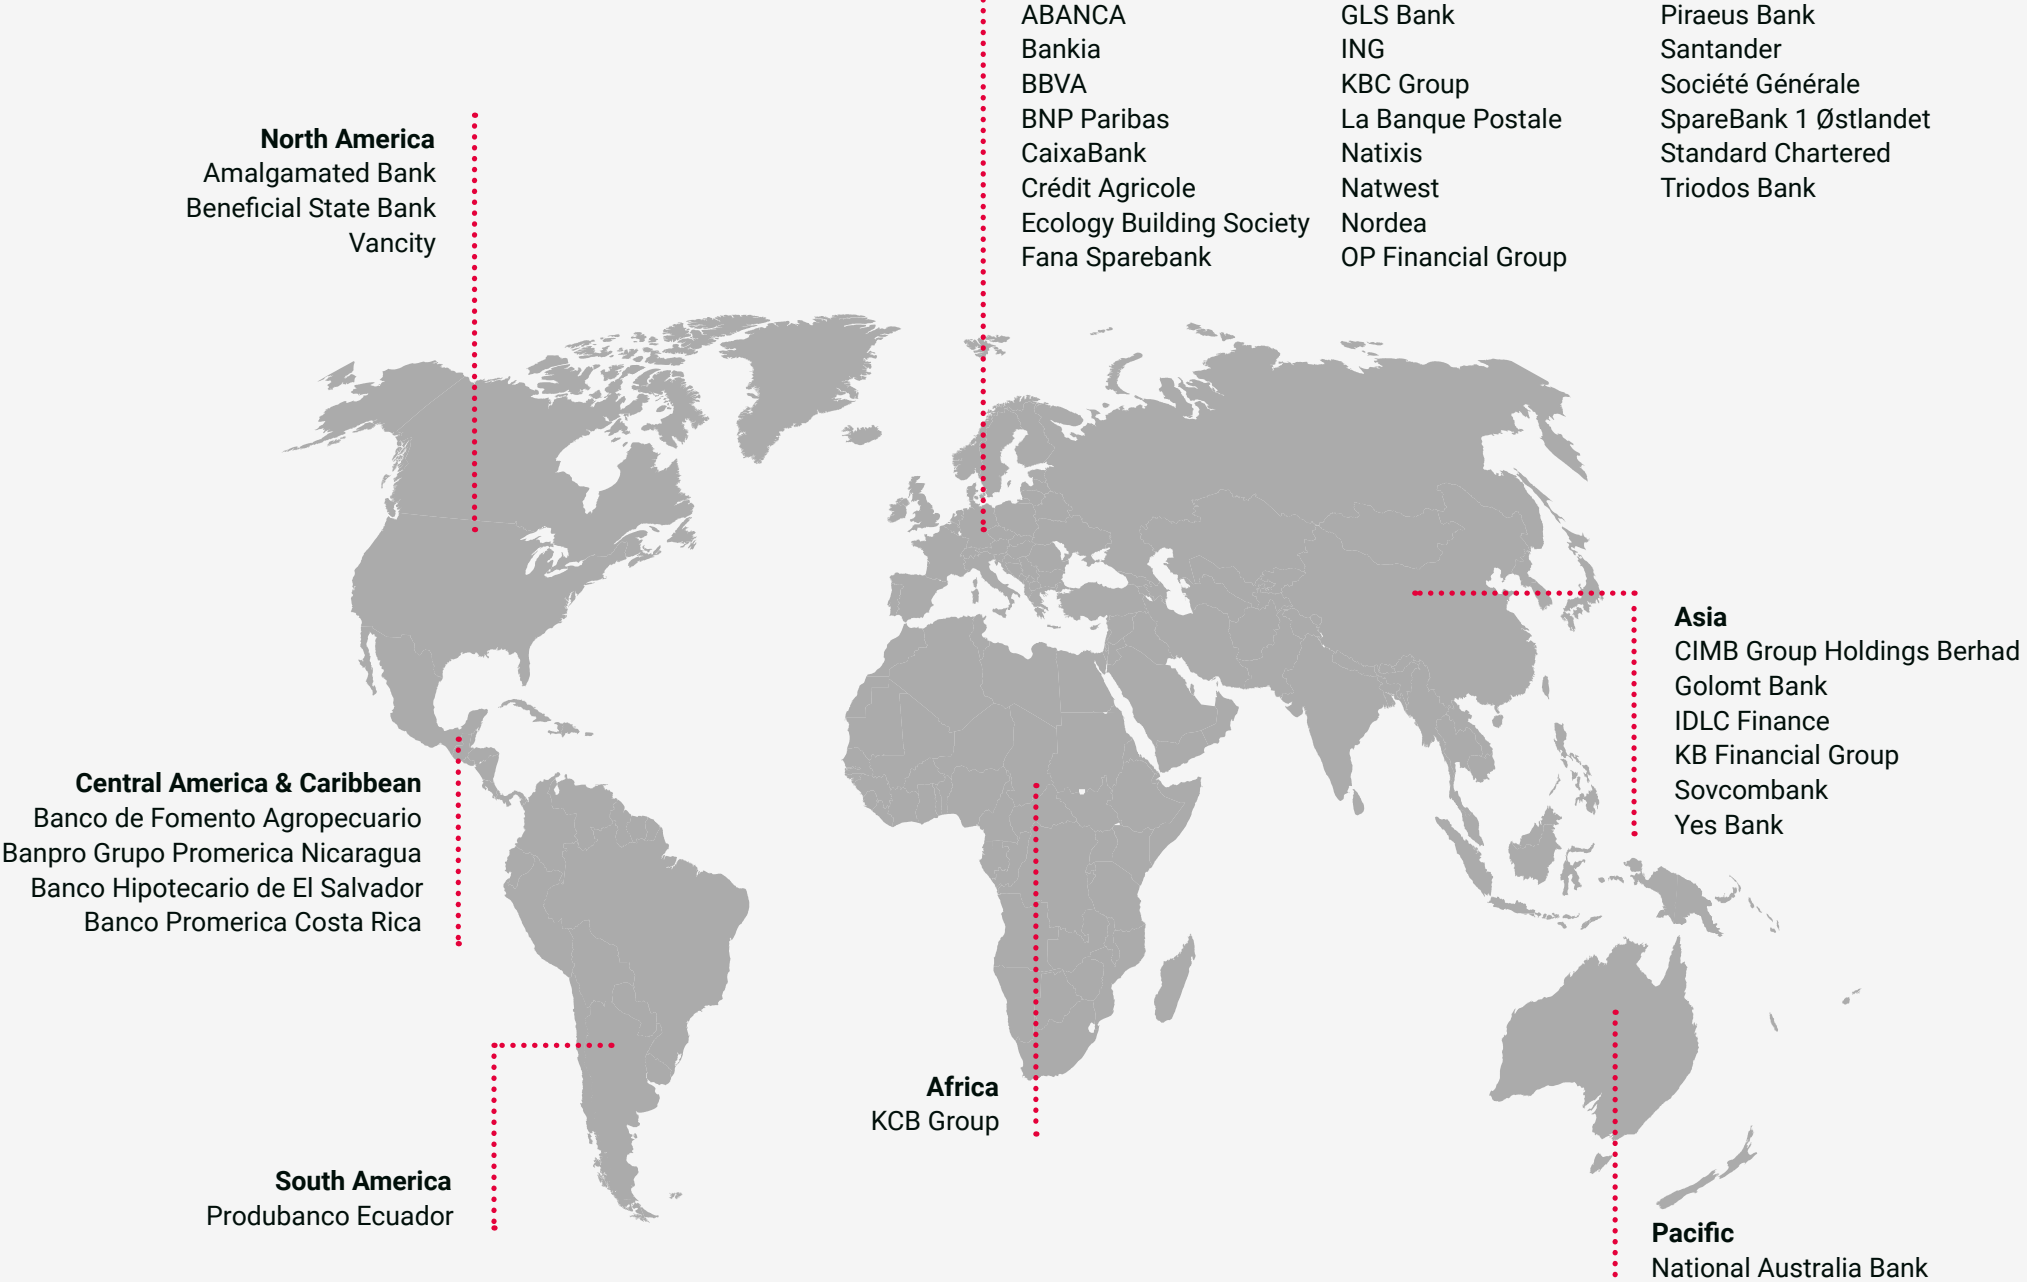 ABANCA
Bankia
BBVA
BNP Paribas
CaixaBank
Crédit Agricole
Ecology Building Society
Fana Sparebank
GLS Bank
ING
KBC Group
La Banque Postale
Natixis
Natwest
Nordea
OP Financial Group
Piraeus Bank
Santander
Société Générale
SpareBank 1 Østlandet
Standard Chartered
Triodos Bank
North America
Amalgamated Bank
Beneficial State Bank
Vancity
Asia
CIMB Group Holdings Berhad
Golomt Bank
IDLC Finance
KB Financial Group
Sovcombank
Yes Bank
Central America & Caribbean
Banco de Fomento Agropecuario
Banpro Grupo Promerica Nicaragua
Banco Hipotecario de El Salvador
Banco Promerica Costa Rica
Africa
KCB Group
South America
Produbanco Ecuador
Pacific
National Australia Bank